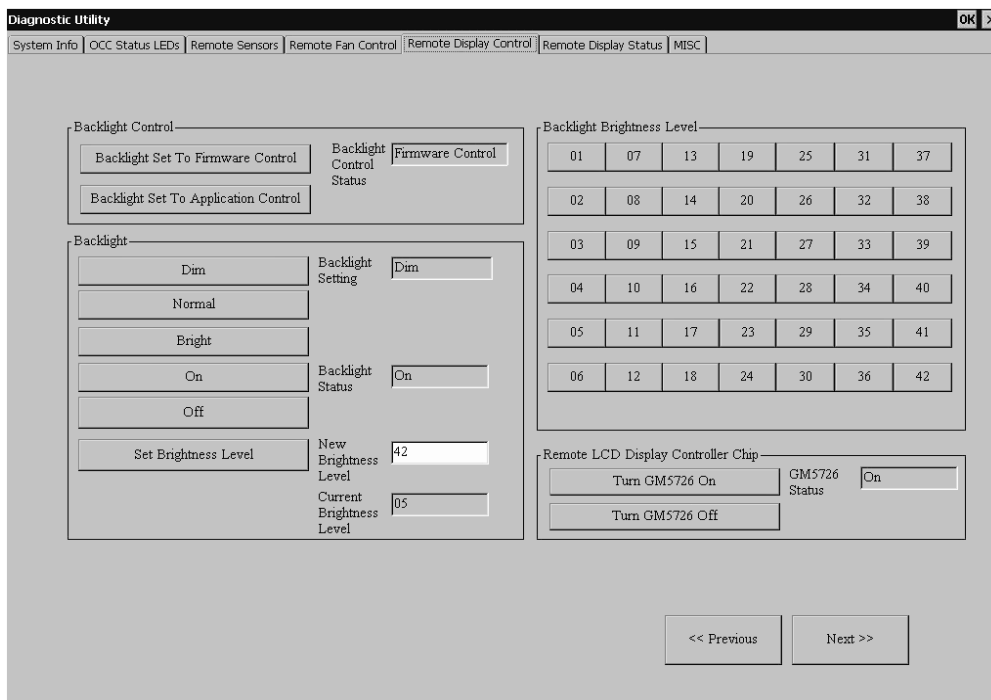 Diagnostic Utility
OK
System Info
OCC Status LEDs
Remote Sensors
Remote Fan Control
Remote Display Control
Remote Display Status
MISC
Backlight Control
Backlight Set To Firmware Control
Backlight Set To Application Control
Backlight
Control
Status
Firmware Control
Backlight
Dim
Backlight
Setting
Dim
Normal
Bright
On
Backlight
Status
On
Off
Set Brightness Level
New
Brightness
Level
42
Current
Brightness
Level
05
Backlight Brightness Level
01 07 13 19 25 31 37
02 08 14 20 26 32 38
03 09 15 21 27 33 39
04 10 16 22 28 34 40
05 11 17 23 29 35 41
06 12 18 24 30 36 42
Remote LCD Display Controller Chip
Turn GM5726 On
GM5726
Status
On
Turn GM5726 Off
<< Previous
Next >>